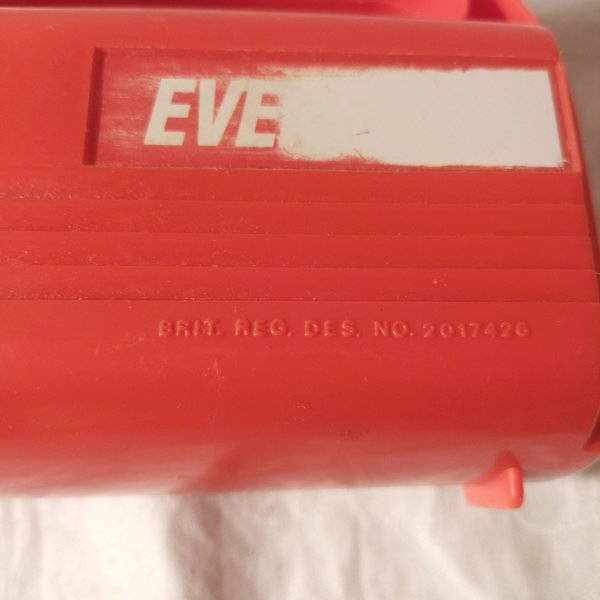 EVE
BRIT. REG. DES. NO. 2017426